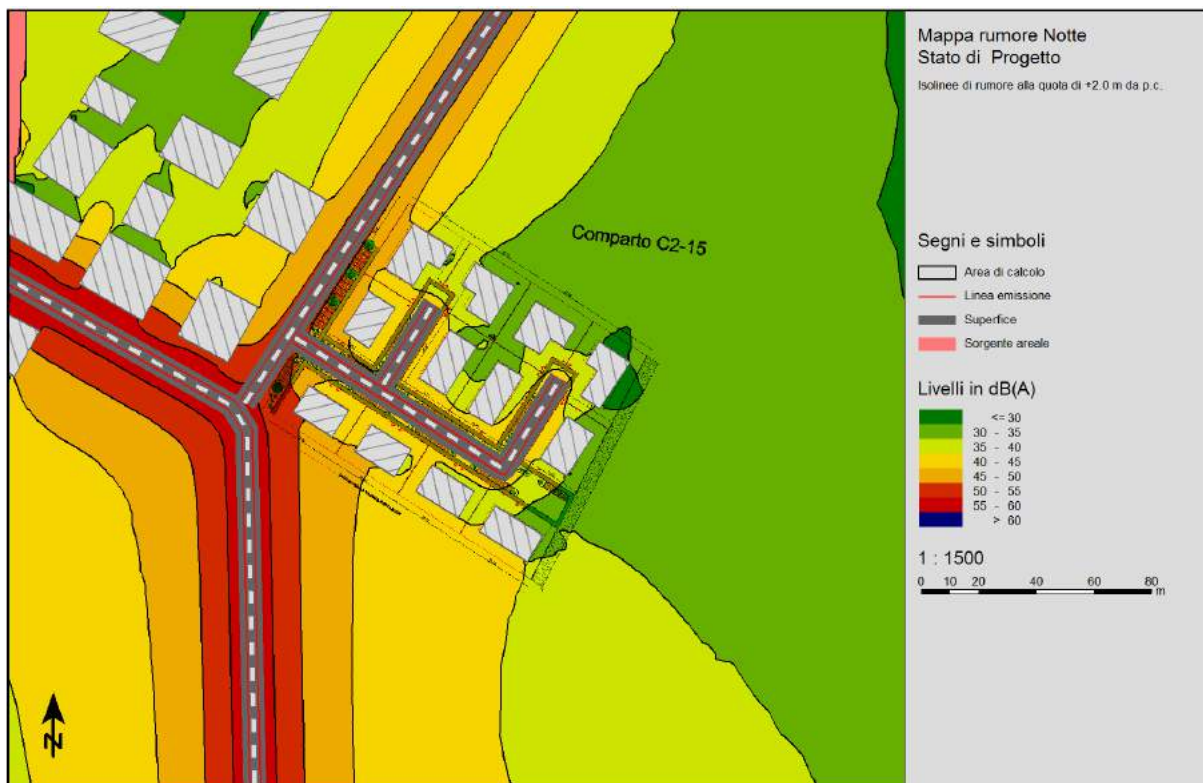 Mappa rumore Notte
Stato di Progetto
Isolinee di rumore alla quota di +2.0 m da p.c.
Comparto C2-15
Segni e simboli
Area di calcolo
Linea emissione
Superfice
Sorgente areale
Livelli in dB(A)
<= 30
30 - 35
35 - 40
40 - 45
45 - 50
50 - 55
55 - 60
> 60
1 : 1500
0 10 20 40 60 80
m
N